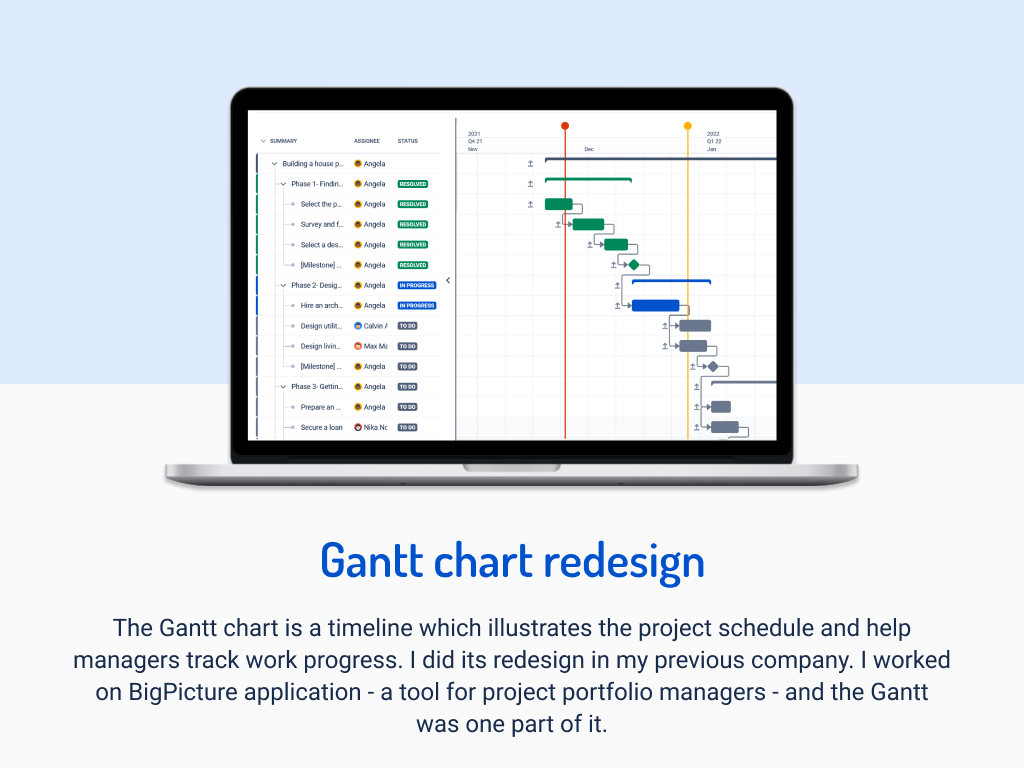 2021 2022
Q4 21 Q1 22
SUMMARY ASSIGNEE STATUS Nov Dec Jan
Building a house p... Angela
Phase 1- Findin... Angela RESOLVED
Select the p... Angela RESOLVED
Survey and f... Angela RESOLVED
Select a des... Angela RESOLVED
[Milestone] ... Angela RESOLVED
Phase 2- Desig... Angela IN PROGRESS
Hire an arch... Angela IN PROGRESS
Design utilit... Calvin TO DO
Design livin... Max TO DO
[Milestone] ... Angela TO DO
Phase 3- Gettin... Angela TO DO
Prepare an ... Angela TO DO
Secure a loan Nika TO DO
Gantt chart redesign
The Gantt chart is a timeline which illustrates the project schedule and help
managers track work progress. I did its redesign in my previous company. I worked
on BigPicture application - a tool for project portfolio managers - and the Gantt
was one part of it.